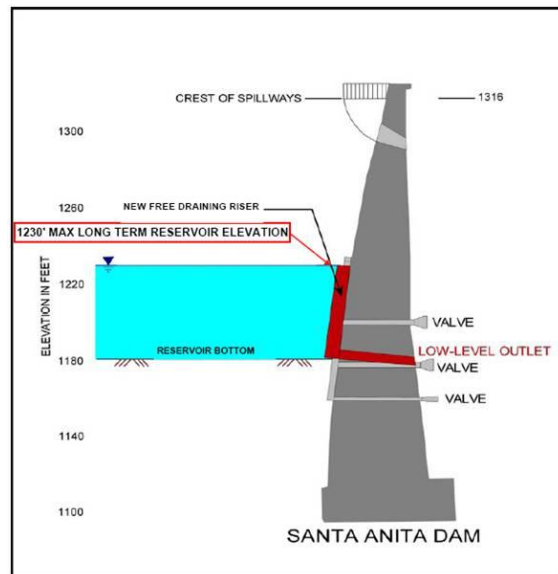 CREST OF SPILLWAYS
1316
1300
NEW FREE DRAINING RISER
1260
1230' MAX LONG TERM RESERVOIR ELEVATION
ELEVATION IN FEET
1220
VALVE
RESERVOIR BOTTOM
LOW-LEVEL OUTLET
1180
VALVE
VALVE
1140
1100
SANTA ANITA DAM